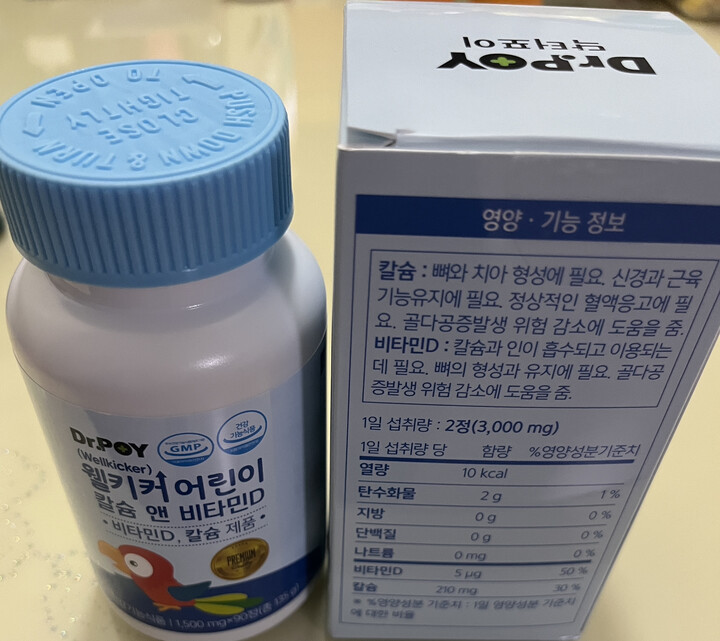 PUSH DOWN & TURN
TO OPEN
CLOSE
TIGHTLY
Dr.POY
(Wellkicker)
웰키커 어린이
칼슘 앤 비타민D
• 비타민D, 칼슘 제품 •
GMP
건강
기능식품
PREMIUM
1,500 mg×90정(총 135 g)
Dr.POY
닥터포이
영양 · 기능 정보
칼슘 : 뼈와 치아 형성에 필요. 신경과 근육
기능유지에 필요. 정상적인 혈액응고에 필
요. 골다공증발생 위험 감소에 도움을 줌.
비타민D : 칼슘과 인이 흡수되고 이용되는
데 필요. 뼈의 형성과 유지에 필요. 골다공
증발생 위험 감소에 도움을 줌.
1일 섭취량 : 2정(3,000 mg)
1일 섭취량 당 함량 %영양성분기준치
열량 10 kcal
탄수화물 2 g 1 %
지방 0 g 0 %
단백질 0 g 0 %
나트륨 0 mg 0 %
비타민D 5 µg 50 %
칼슘 210 mg 30 %
※ %영양성분 기준치 : 1일 영양성분 기준치
에 대한 비율